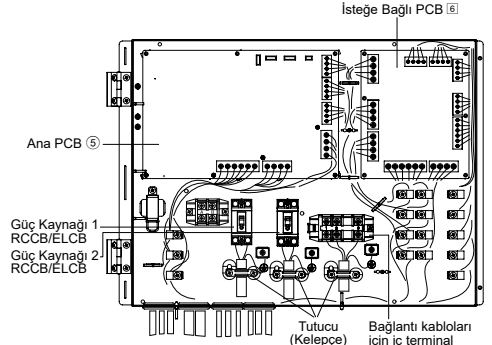 İsteğe Bağlı PCB 6
Ana PCB 5
Güç Kaynağı 1
RCCB/ELCB
Güç Kaynağı 2
RCCB/ELCB
Tutucu
(Kelepçe)
Bağlantı kabloları
için iç terminal